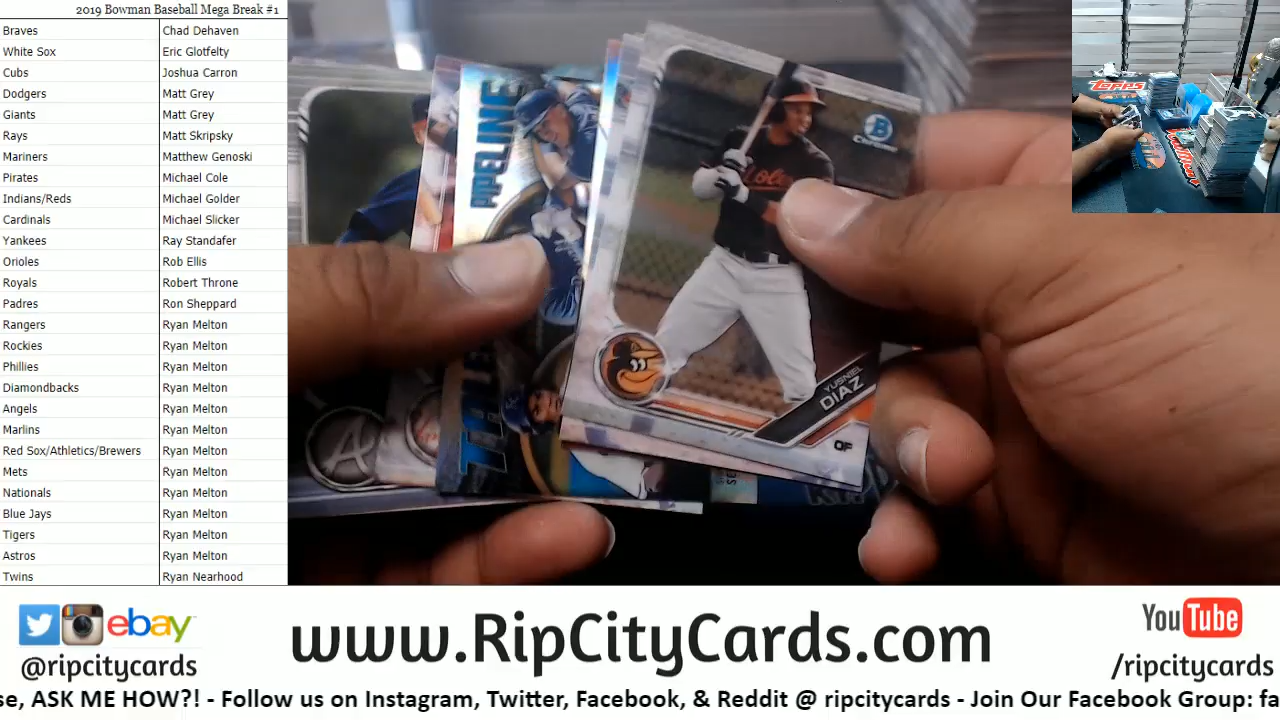 2019 Bowman Baseball Mega Break #1
Braves Chad Dehaven
White Sox Eric Glotfelty
Cubs Joshua Carron
Dodgers Matt Grey
Giants Matt Grey
Rays Matt Skripsky
Mariners Matthew Genoski
Pirates Michael Cole
Indians/Reds Michael Golder
Cardinals Michael Slicker
Yankees Ray Standafer
Orioles Rob Ellis
Royals Robert Throne
Padres Ron Sheppard
Rangers Ryan Melton
Rockies Ryan Melton
Phillies Ryan Melton
Diamondbacks Ryan Melton
Angels Ryan Melton
Marlins Ryan Melton
Red Sox/Athletics/Brewers Ryan Melton
Mets Ryan Melton
Nationals Ryan Melton
Blue Jays Ryan Melton
Tigers Ryan Melton
Astros Ryan Melton
Twins Ryan Nearhood
PIPELINE
B
Chrome
YUSNIEL
DIAZ
OF
Topps
ebay
@ripcitycards
www.RipCityCards.com
YouTube
/ripcitycards
se, ASK ME HOW?! - Follow us on Instagram, Twitter, Facebook, & Reddit @ ripcitycards - Join Our Facebook Group: fa